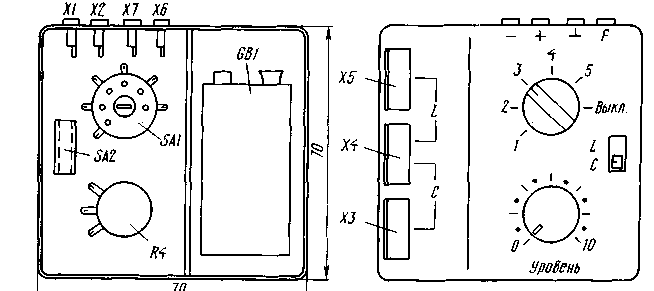 X1 X2 X7 X6
GB1
SA1
SA2
R4
70
70
− + ⊥ F
X5
X4
X3
L
C
4
3 5
2 Выкл.
1
L
C
0 10
Уровень